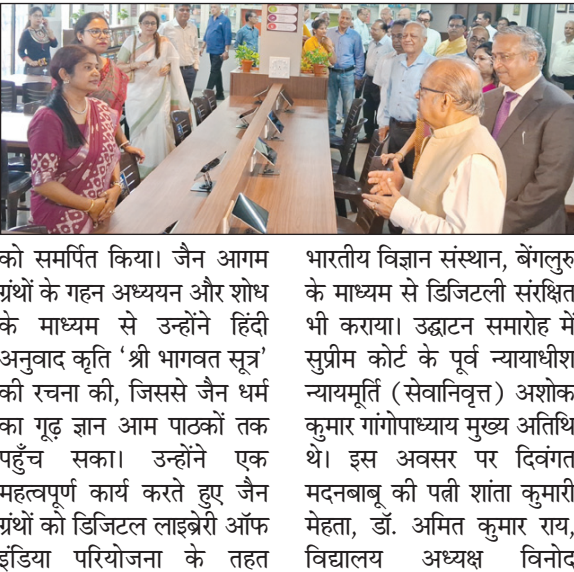 को समर्पित किया। जैन आगम
ग्रंथों के गहन अध्ययन और शोध
के माध्यम से उन्होंने हिंदी
अनुवाद कृति ‘श्री भागवत सूत्र’
की रचना की, जिससे जैन धर्म
का गूढ़ ज्ञान आम पाठकों तक
पहुँच सका। उन्होंने एक
महत्वपूर्ण कार्य करते हुए जैन
ग्रंथों को डिजिटल लाइब्रेरी ऑफ
इंडिया परियोजना के तहत
भारतीय विज्ञान संस्थान, बेंगलुरु
के माध्यम से डिजिटली संरक्षित
भी कराया। उद्घाटन समारोह में
सुप्रीम कोर्ट के पूर्व न्यायाधीश
न्यायमूर्ति (सेवानिवृत्त) अशोक
कुमार गांगोपाध्याय मुख्य अतिथि
थे। इस अवसर पर दिवंगत
मदनबाबू की पत्नी शांता कुमारी
मेहता, डॉ. अमित कुमार राय,
विद्यालय अध्यक्ष विनोद